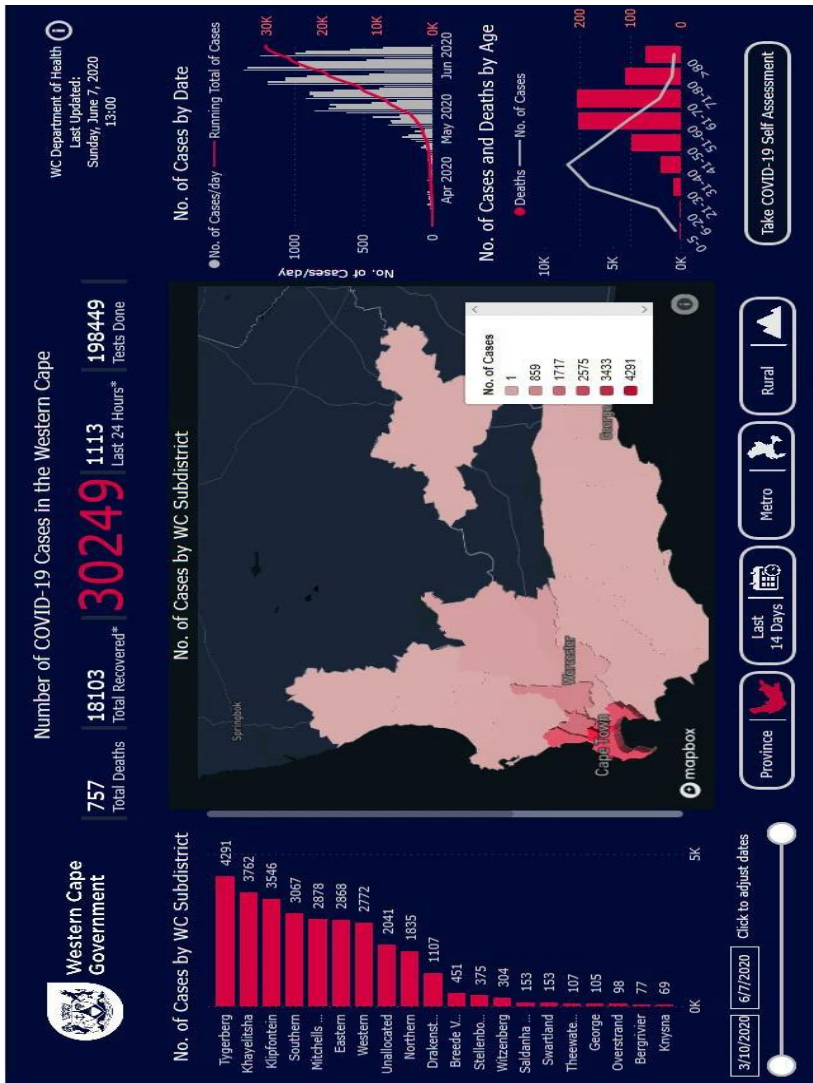 Western Cape
Government
Number of COVID-19 Cases in the Western Cape
757
Total Deaths
18103
Total Recovered*
30249
1113
Last 24 Hours*
198449
Tests Done
WC Department of Health
Last Updated:
Sunday, June 7, 2020
13:00
No. of Cases by WC Subdistrict
Tygerberg 4291
Khayelitsha 3762
Klipfontein 3546
Southern 3067
Mitchells ... 2878
Eastern 2868
Western 2772
Unallocated 2041
Northern 1835
Drakenst... 1107
Breede V... 451
Stellenbo... 375
Witzenberg 304
Saldanha ... 153
Swartland 153
Theewate... 107
George 105
Overstrand 98
Bergrivier 77
Knysna 69
0K 5K
No. of Cases by WC Subdistrict
Springbok
Worcester
Cape Town
George
mapbox
No. of Cases
1
859
1717
2575
3433
4291
No. of Cases by Date
No. of Cases/day Running Total of Cases
No. of Cases/day
1000
500
0
30K
20K
10K
0K
Apr 2020 May 2020 Jun 2020
No. of Cases and Deaths by Age
Deaths No. of Cases
10K
5K
0K
200
100
0
0-5 6-20 21-30 31-40 41-50 51-60 61-70 71-80 >80
3/10/2020 6/7/2020 Click to adjust dates
Province
Last
14 Days
Metro
Rural
Take COVID-19 Self Assessment